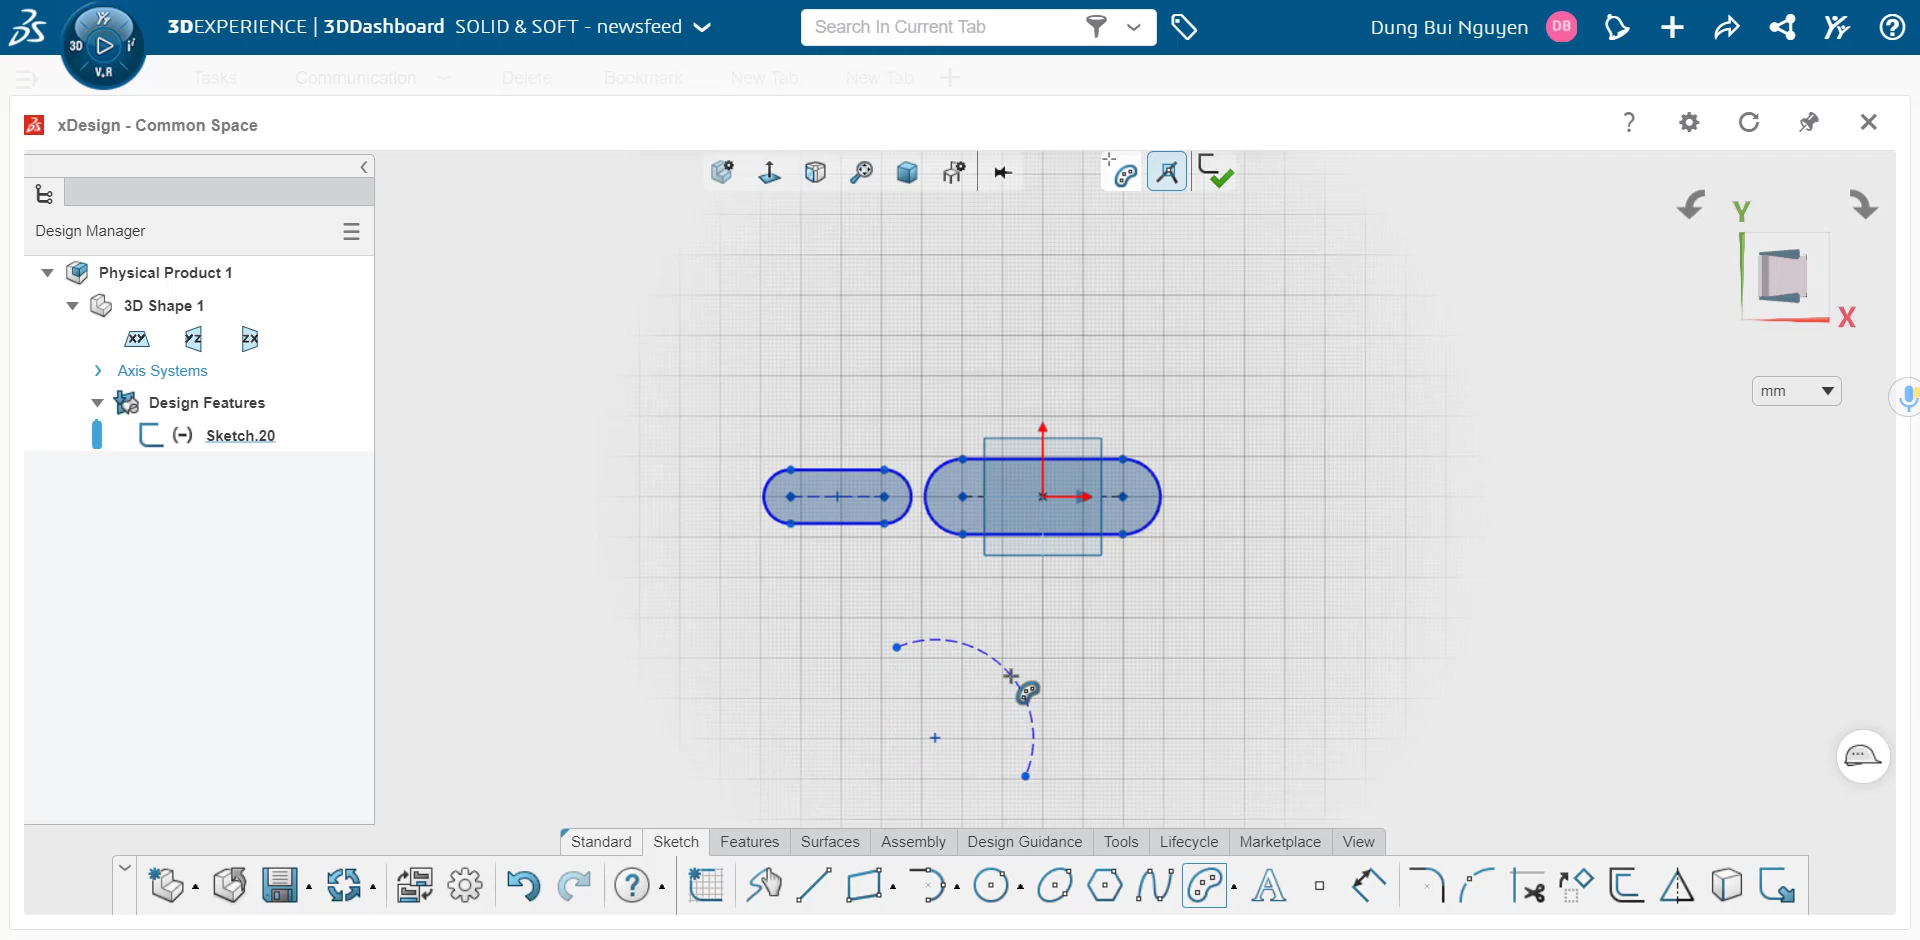 3DEXPERIENCE | 3DDashboard SOLID & SOFT - newsfeed
Search In Current Tab
Dung Bui Nguyen DB
3D
V.R
Tasks Communication Delete Bookmark New Tab New Tab
xDesign - Common Space
Design Manager
Physical Product 1
3D Shape 1
XY YZ ZX
Axis Systems
Design Features
(-) Sketch.20
Y
X
mm
Standard Sketch Features Surfaces Assembly Design Guidance Tools Lifecycle Marketplace View